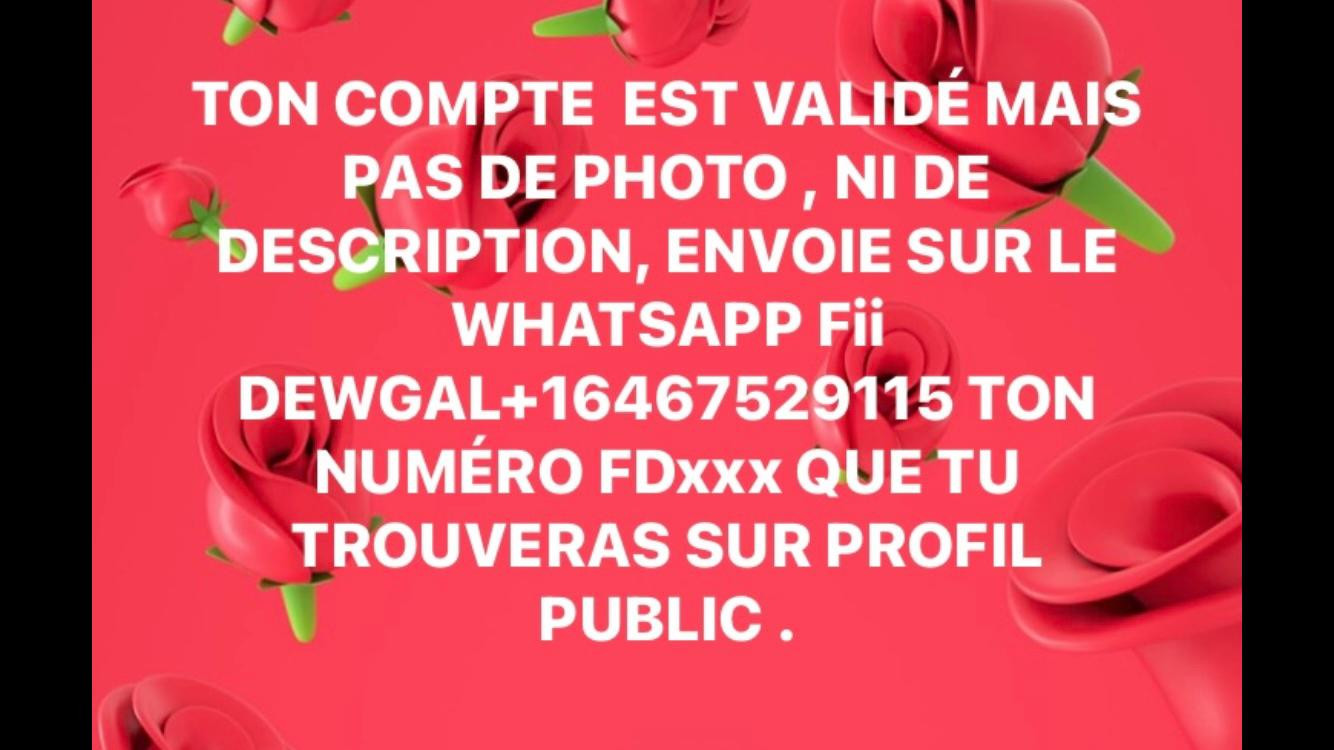 TON COMPTE  EST VALIDÉ MAIS
PAS DE PHOTO , NI DE
DESCRIPTION, ENVOIE SUR LE
WHATSAPP Fii
DEWGAL+16467529115 TON
NUMÉRO FDxxx QUE TU
TROUVERAS SUR PROFIL
PUBLIC .